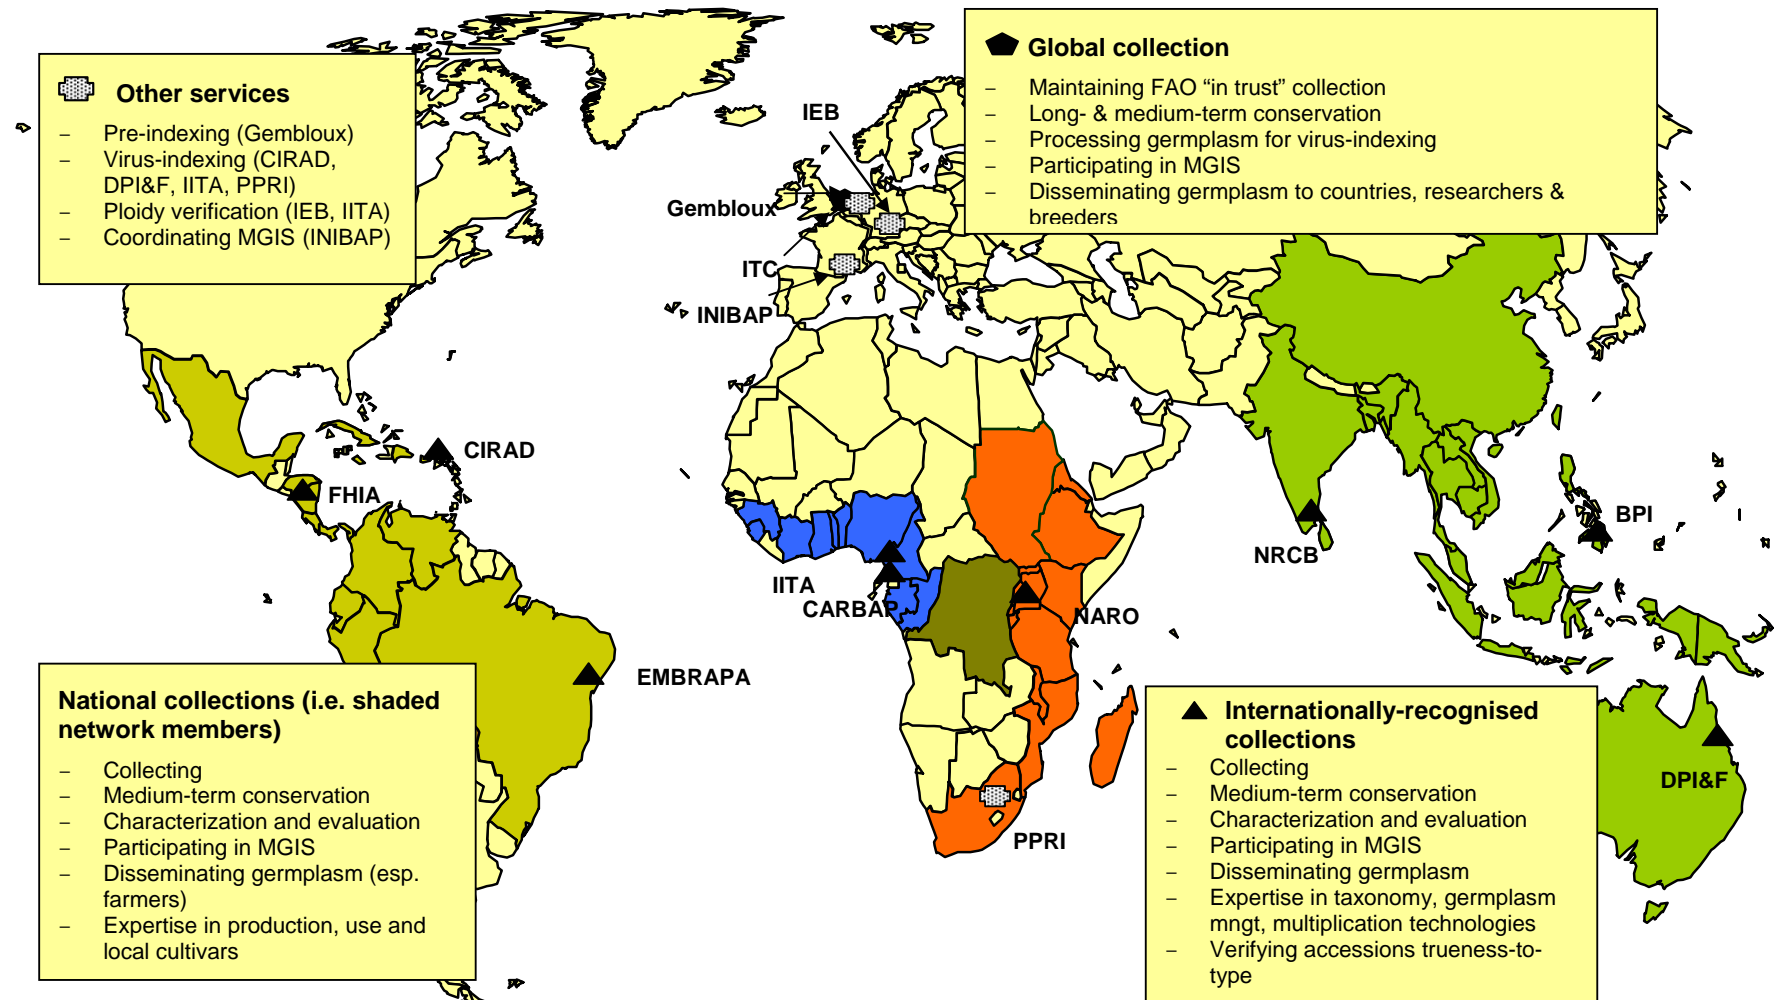 Other services
– Pre-indexing (Gembloux)
– Virus-indexing (CIRAD,
DPI&F, IITA, PPRI)
– Ploidy verification (IEB, IITA)
– Coordinating MGIS (INIBAP)
Global collection
– Maintaining FAO “in trust” collection
– Long- & medium-term conservation
– Processing germplasm for virus-indexing
– Participating in MGIS
– Disseminating germplasm to countries, researchers &
breeders
IEB
Gembloux
ITC
INIBAP
CIRAD
FHIA
EMBRAPA
IITA
CARBAP
NARO
PPRI
NRCB
BPI
DPI&F
National collections (i.e. shaded
network members)
– Collecting
– Medium-term conservation
– Characterization and evaluation
– Participating in MGIS
– Disseminating germplasm (esp.
farmers)
– Expertise in production, use and
local cultivars
Internationally-recognised
collections
– Collecting
– Medium-term conservation
– Characterization and evaluation
– Participating in MGIS
– Disseminating germplasm
– Expertise in taxonomy, germplasm
mngt, multiplication technologies
– Verifying accessions trueness-to-
type